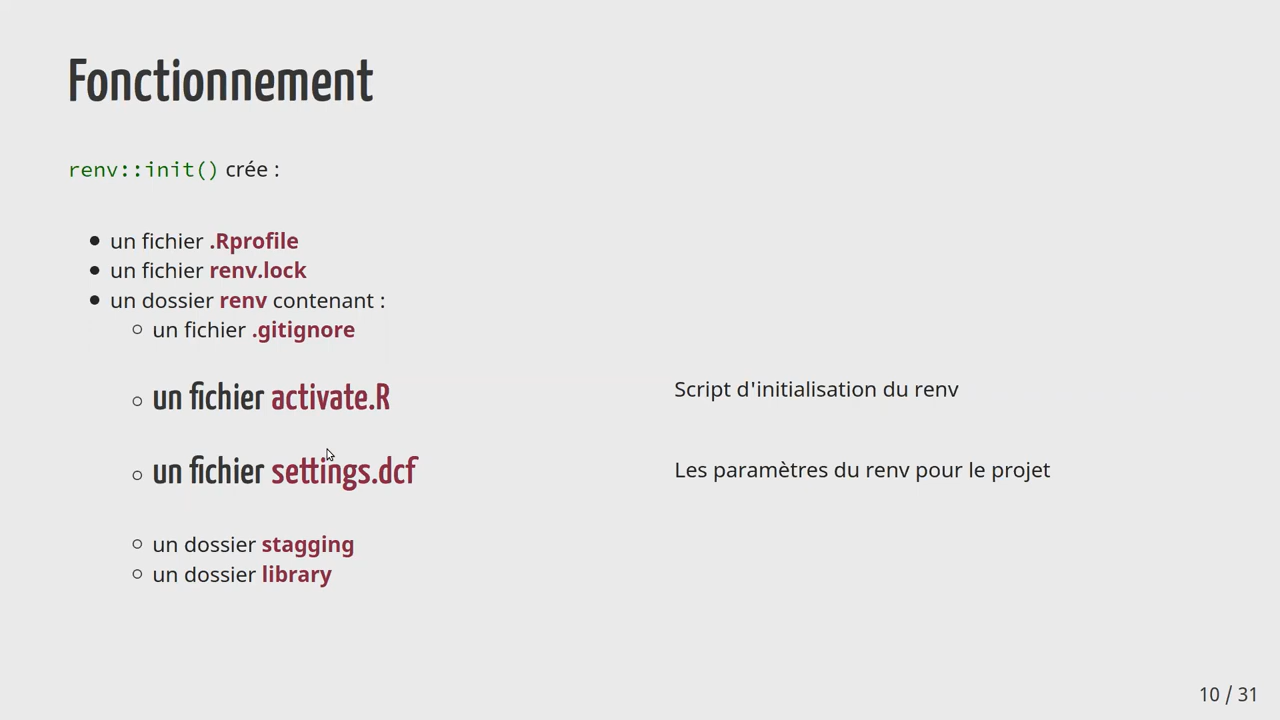 Fonctionnement
renv::init() crée :
un fichier .Rprofile
un fichier renv.lock
un dossier renv contenant :
un fichier .gitignore
un fichier activate.R
Script d'initialisation du renv
un fichier settings.dcf
Les paramètres du renv pour le projet
un dossier stagging
un dossier library
10 / 31